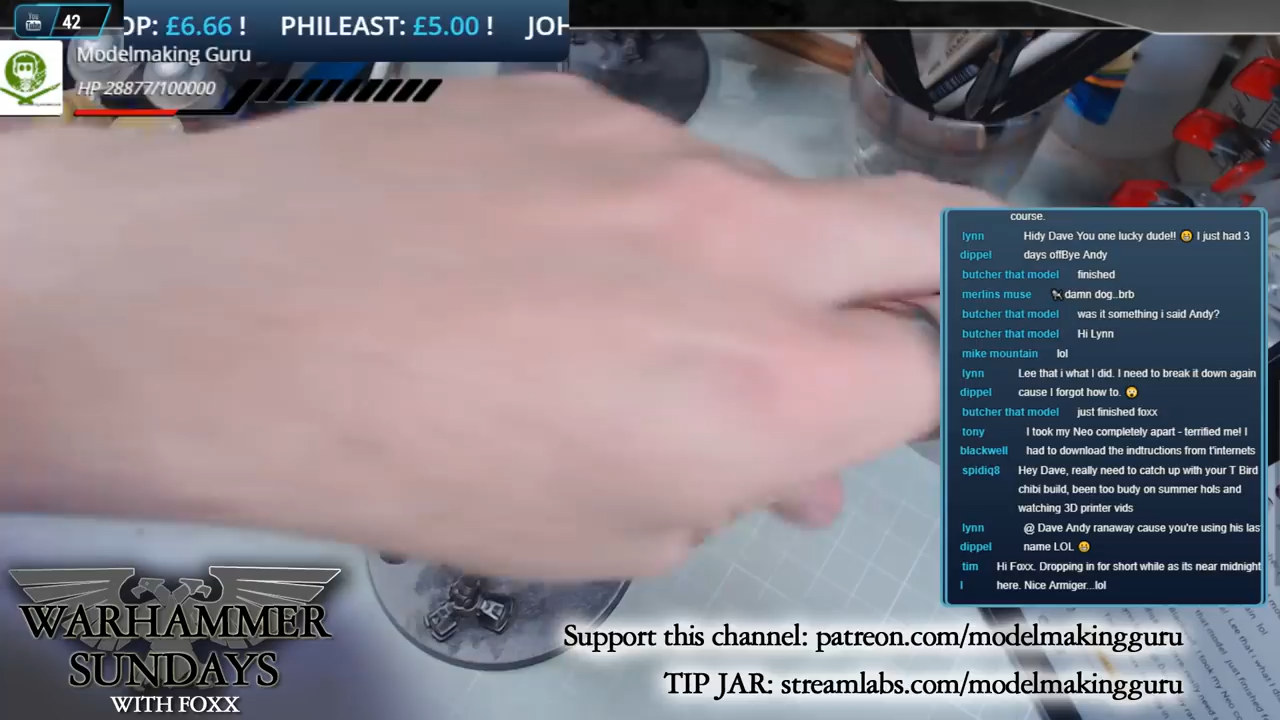 You
Tube
42
OP: £6.66 !
PHILEAST: £5.00 !
JOH
Modelmaking Guru
HP 28877/100000
course.
lynn Hidy Dave You one lucky dude!! I just had 3
dippel days offBye Andy
butcher that model finished
merlins muse damn dog..brb
butcher that model was it something i said Andy?
butcher that model Hi Lynn
mike mountain lol
lynn Lee that i what I did. I need to break it down again
dippel cause I forgot how to.
butcher that model just finished foxx
tony I took my Neo completely apart - terrified me! I
blackwell had to download the indtructions from t'internets
spidiq8 Hey Dave, really need to catch up with your T Bird
chibi build, been too budy on summer hols and
watching 3D printer vids
lynn @ Dave Andy ranaway cause you're using his last
dippel name LOL
tim Hi Foxx. Dropping in for short while as its near midnight
l here. Nice Armiger...lol
WARHAMMER
SUNDAYS
WITH FOXX
Support this channel: patreon.com/modelmakingguru
TIP JAR: streamlabs.com/modelmakingguru